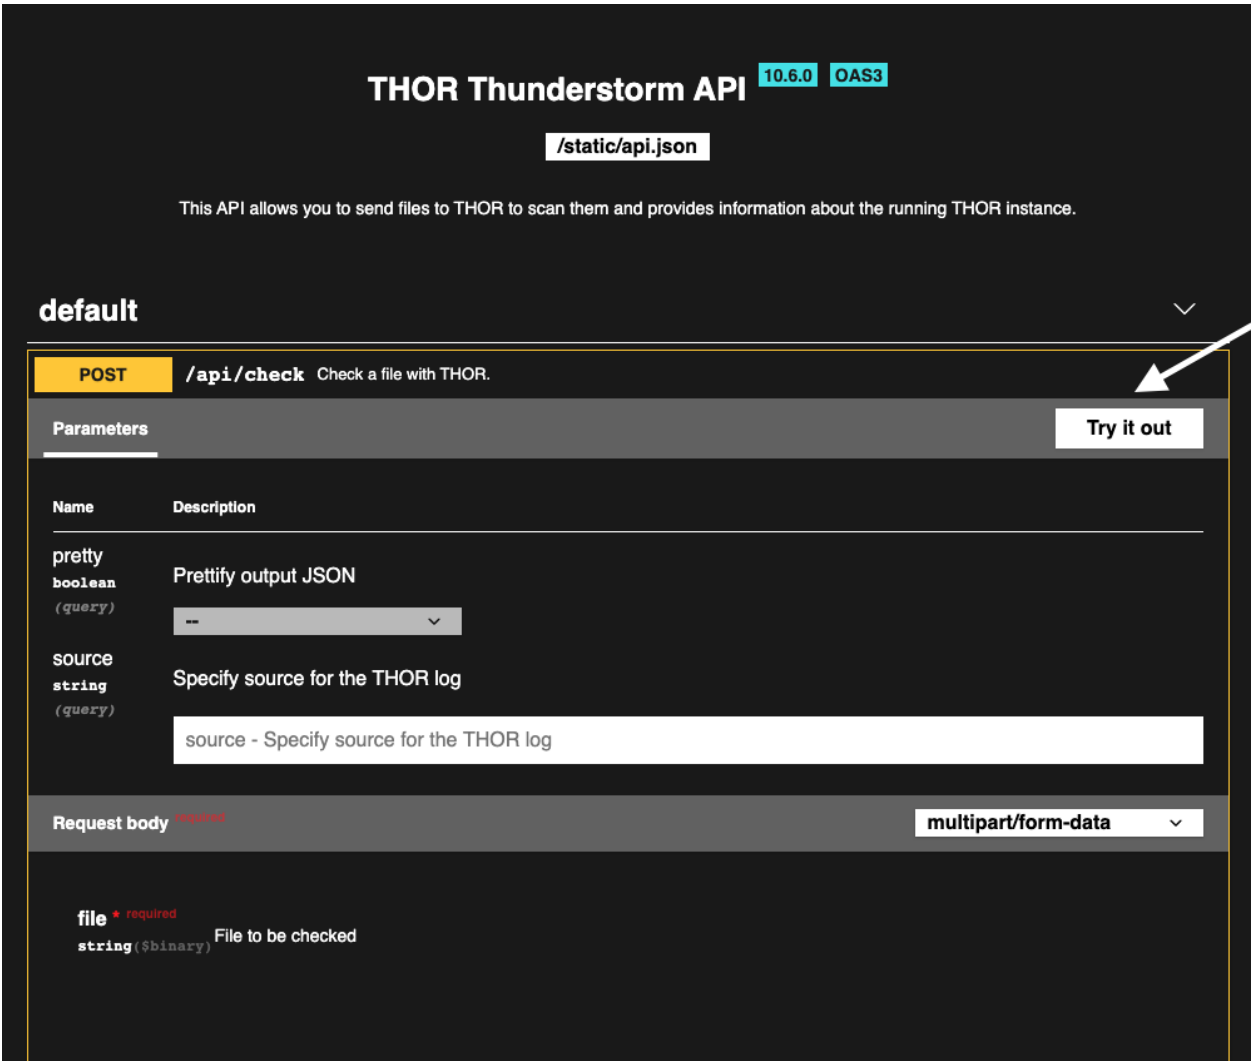 THOR Thunderstorm API 10.6.0 OAS3
/static/api.json
This API allows you to send files to THOR to scan them and provides information about the running THOR instance.
default
POST /api/check Check a file with THOR.
Parameters
Try it out
Name Description
pretty
boolean
(query)
Prettify output JSON
--
source
string
(query)
Specify source for the THOR log
source - Specify source for the THOR log
Request body required
multipart/form-data
file * required
string($binary)
File to be checked